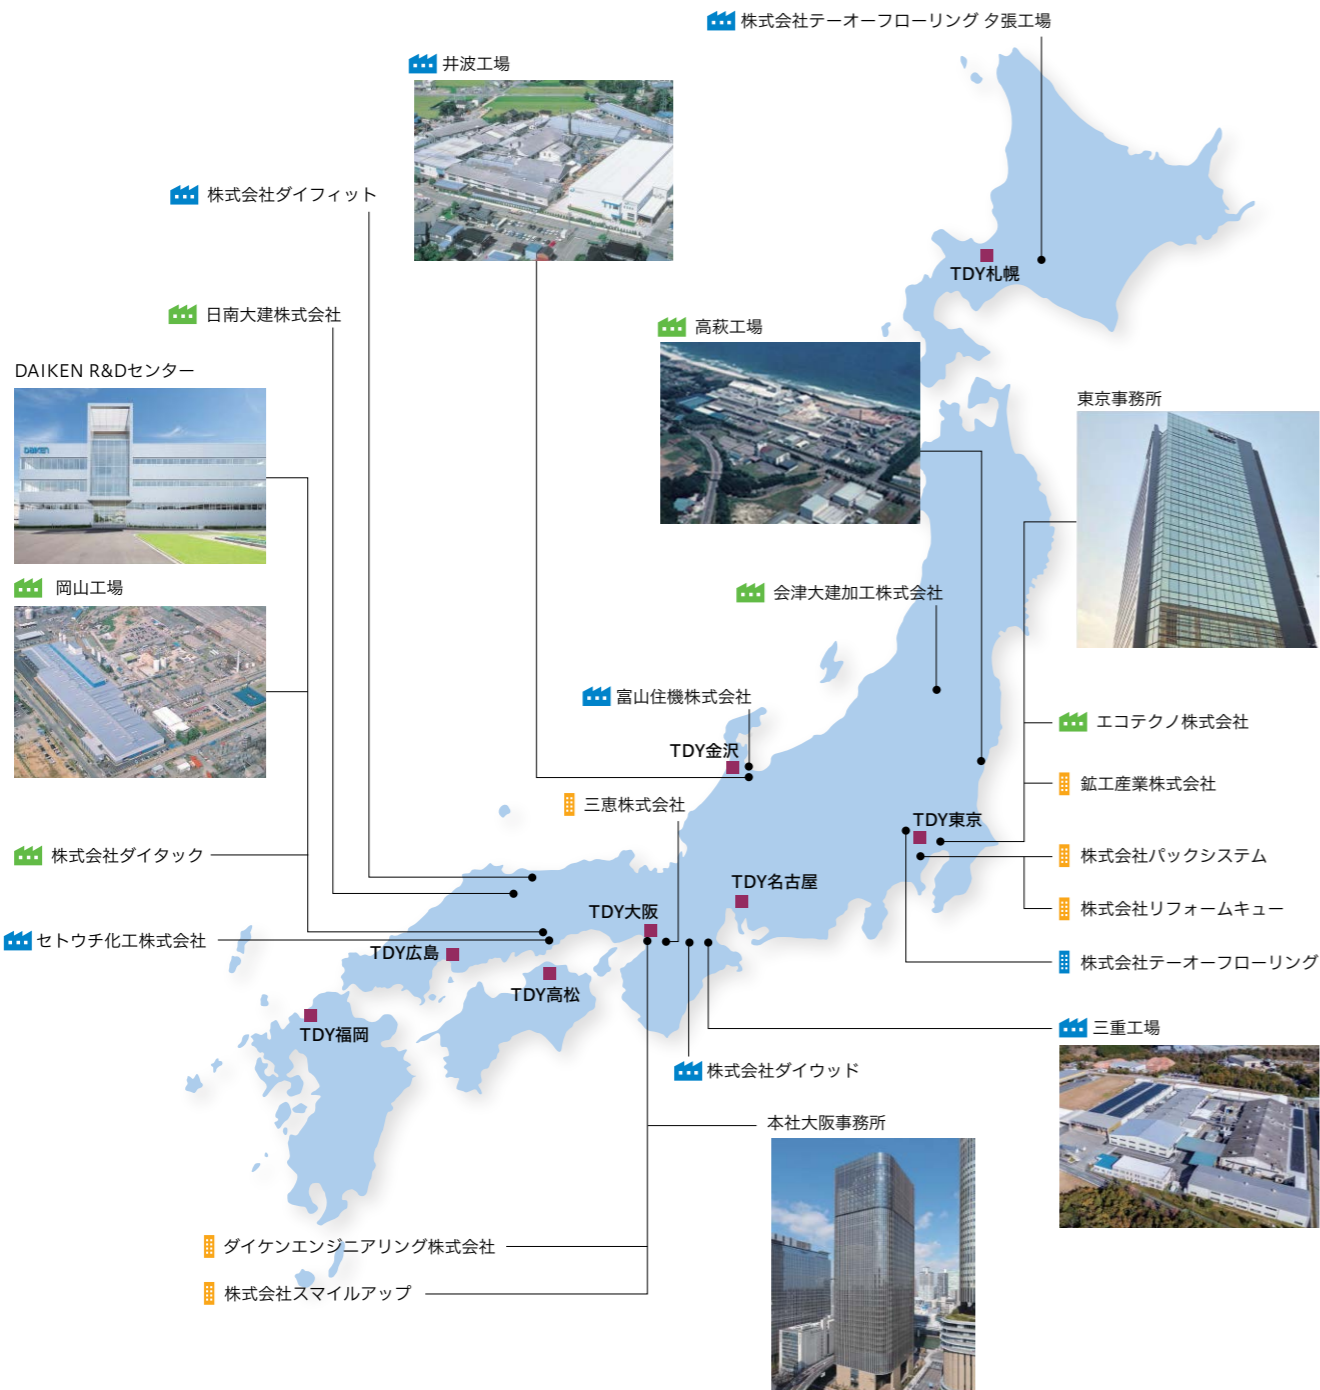 株式会社テーオーフローリング 夕張工場
井波工場
株式会社ダイフィット
TDY札幌
日南大建株式会社
高萩工場
DAIKEN R&Dセンター
DAIKEN
東京事務所
岡山工場
会津大建加工株式会社
富山住機株式会社
エコテクノ株式会社
TDY金沢
鉱工産業株式会社
三恵株式会社
TDY東京
株式会社ダイタック
株式会社パックシステム
TDY名古屋
株式会社リフォームキュー
TDY大阪
セトウチ化工株式会社
TDY広島
株式会社テーオーフローリング
TDY高松
TDY福岡
三重工場
株式会社ダイウッド
本社大阪事務所
ダイケンエンジニアリング株式会社
株式会社スマイルアップ